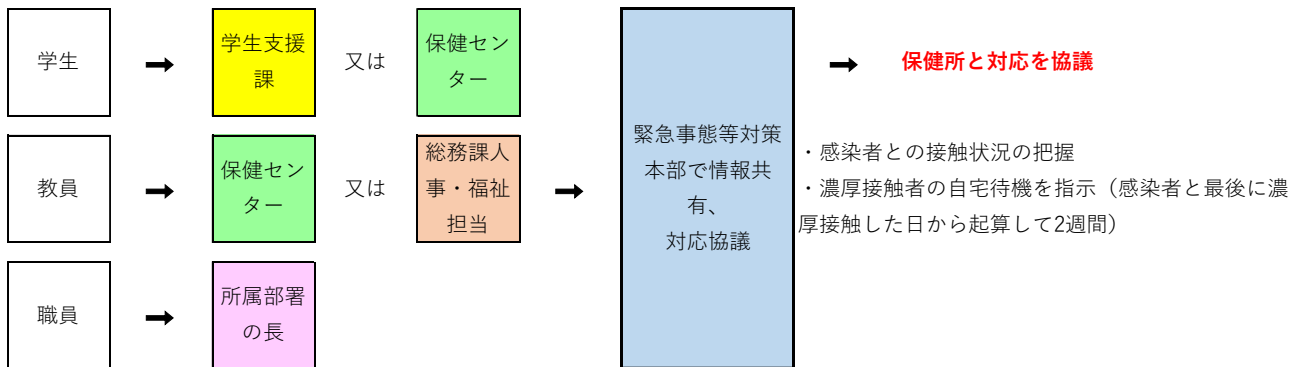 学生
→
学生支援
課
又は
保健セン
ター
→
保健所と対応を協議
教員
→
保健セン
ター
又は
総務課人
事・福祉
担当
→
緊急事態等対策
本部で情報共
有、
対応協議
・感染者との接触状況の把握
・濃厚接触者の自宅待機を指示（感染者と最後に濃
厚接触した日から起算して2週間）
職員
→
所属部署
の長